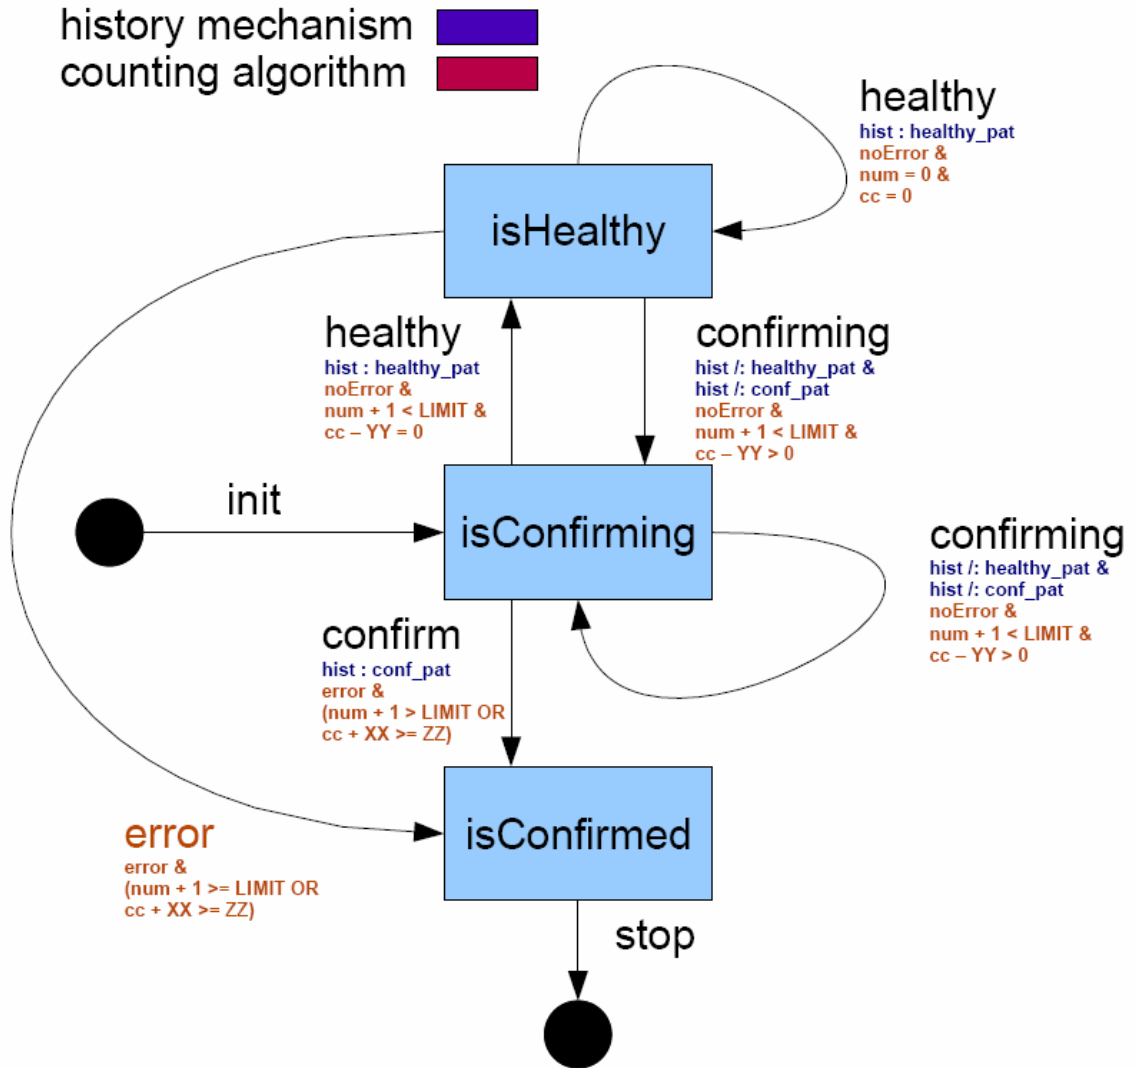 history mechanism
counting algorithm
healthy
hist : healthy_pat
noError &
num = 0 &
cc = 0
isHealthy
healthy
hist : healthy_pat
noError &
num + 1 < LIMIT &
cc – YY = 0
confirming
hist /: healthy_pat &
hist /: conf_pat
noError &
num + 1 < LIMIT &
cc – YY > 0
init
isConfirming
confirming
hist /: healthy_pat &
hist /: conf_pat
noError &
num + 1 < LIMIT &
cc – YY > 0
confirm
hist : conf_pat
error &
(num + 1 > LIMIT OR
cc + XX >= ZZ)
isConfirmed
error
error &
(num + 1 >= LIMIT OR
cc + XX >= ZZ)
stop